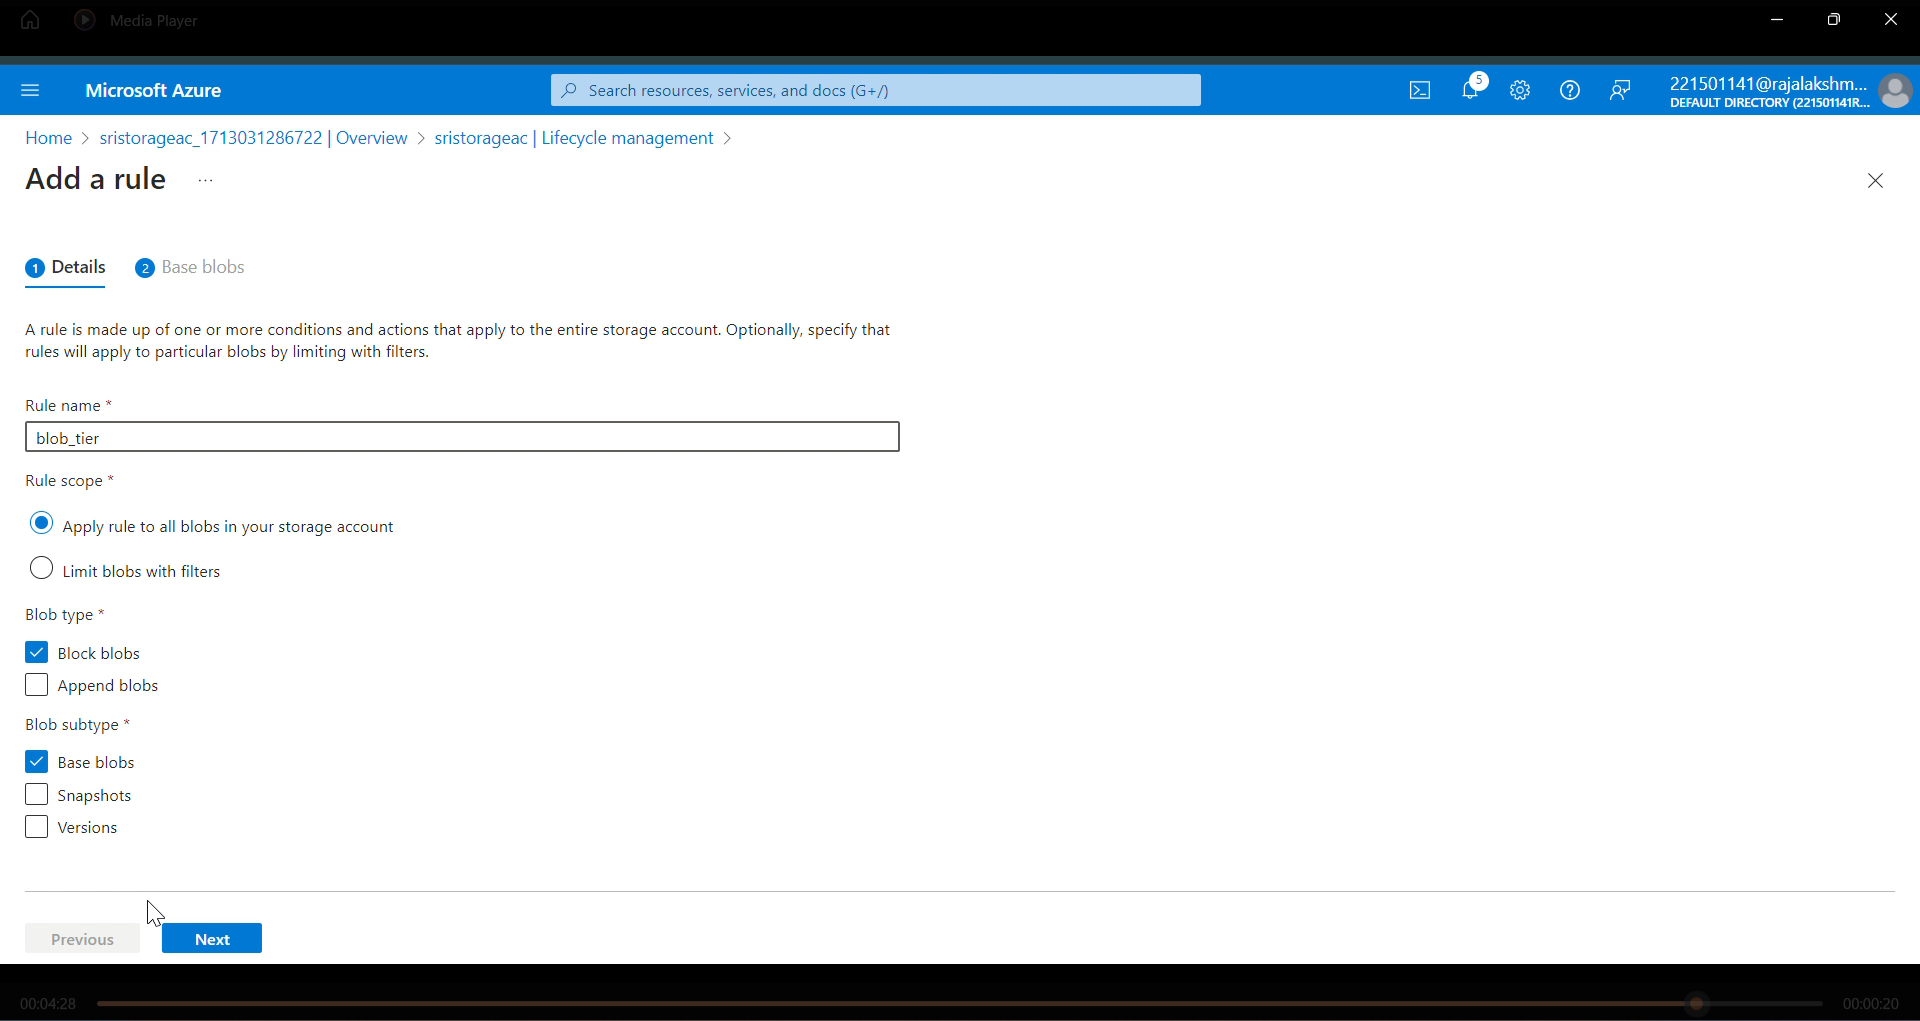 Media Player
Microsoft Azure
Search resources, services, and docs (G+/)
5
221501141@rajalakshm...
DEFAULT DIRECTORY (221501141R...
Home > sristorageac_1713031286722 | Overview > sristorageac | Lifecycle management >
Add a rule ...
1 Details 2 Base blobs
A rule is made up of one or more conditions and actions that apply to the entire storage account. Optionally, specify that
rules will apply to particular blobs by limiting with filters.
Rule name *
blob_tier
Rule scope *
Apply rule to all blobs in your storage account
Limit blobs with filters
Blob type *
Block blobs
Append blobs
Blob subtype *
Base blobs
Snapshots
Versions
Previous Next
00:04:28 00:00:20